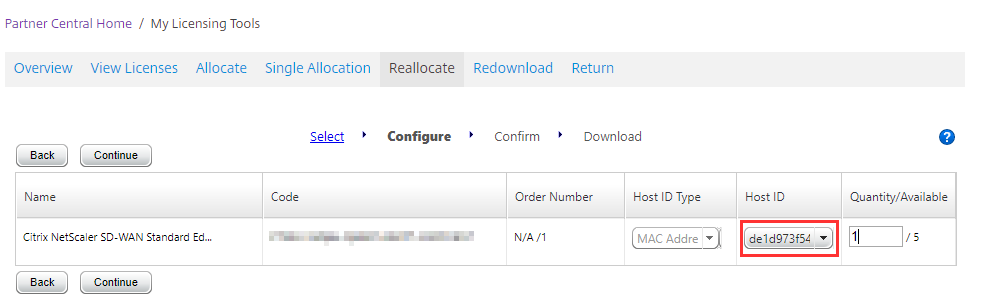 Partner Central Home / My Licensing Tools
Overview View Licenses Allocate Single Allocation Reallocate Redownload Return
Select Configure Confirm Download
?
Back Continue
Name Code Order Number Host ID Type Host ID Quantity/Available
Citrix NetScaler SD-WAN Standard Ed... N/A /1 MAC Addre de1d973f54 1 / 5
Back Continue